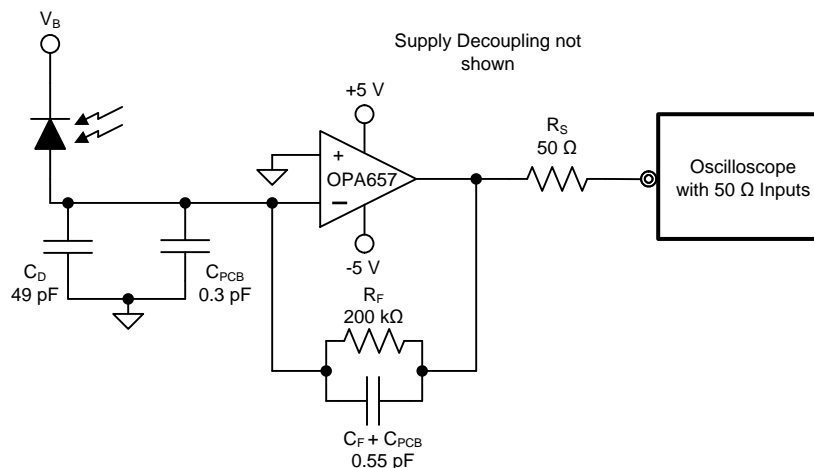 V_B
Supply Decoupling not
shown
+5 V
+
OPA657
−
-5 V
R_S
50 Ω
Oscilloscope
with 50 Ω Inputs
C_D
49 pF
C_PCB
0.3 pF
R_F
200 kΩ
C_F + C_PCB
0.55 pF